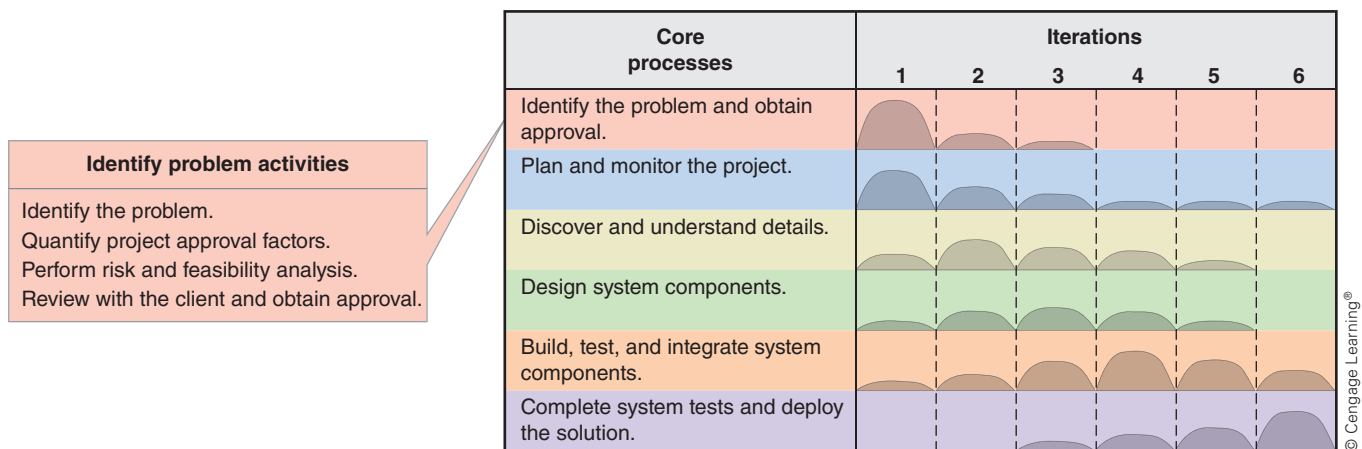 Identify problem activities
Identify the problem.
Quantify project approval factors.
Perform risk and feasibility analysis.
Review with the client and obtain approval.
Core
processes
Iterations
1 2 3 4 5 6
Identify the problem and obtain
approval.
Plan and monitor the project.
Discover and understand details.
Design system components.
Build, test, and integrate system
components.
Complete system tests and deploy
the solution.
© Cengage Learning®